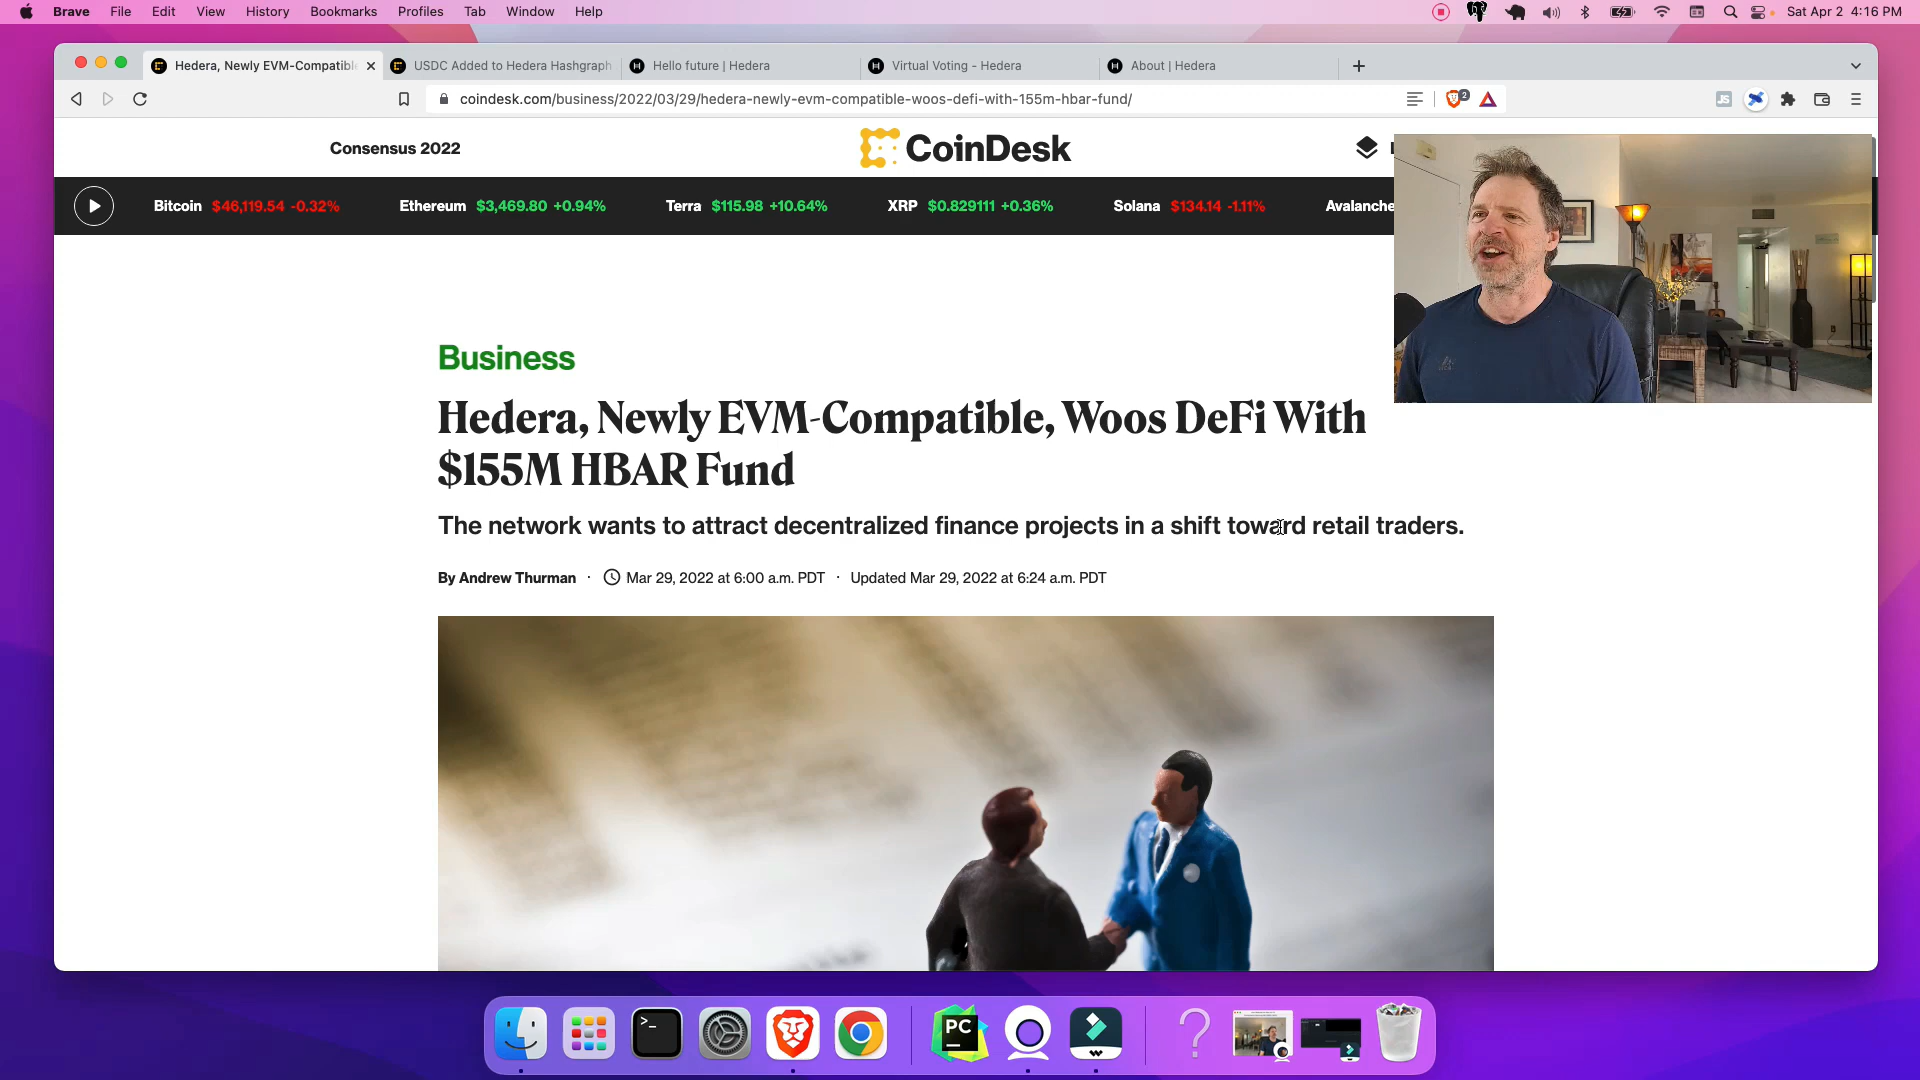 Brave File Edit View History Bookmarks Profiles Tab Window Help
Sat Apr 2 4:16 PM
Hedera, Newly EVM-Compatible
USDC Added to Hedera Hashgraph
Hello future | Hedera
Virtual Voting - Hedera
About | Hedera
coindesk.com/business/2022/03/29/hedera-newly-evm-compatible-woos-defi-with-155m-hbar-fund/
2
JS
Consensus 2022
CoinDesk
Bitcoin $46,119.54 -0.32%
Ethereum $3,469.80 +0.94%
Terra $115.98 +10.64%
XRP $0.829111 +0.36%
Solana $134.14 -1.11%
Avalanche
Business
Hedera, Newly EVM-Compatible, Woos DeFi With
$155M HBAR Fund
The network wants to attract decentralized finance projects in a shift toward retail traders.
By Andrew Thurman · Mar 29, 2022 at 6:00 a.m. PDT · Updated Mar 29, 2022 at 6:24 a.m. PDT
PC